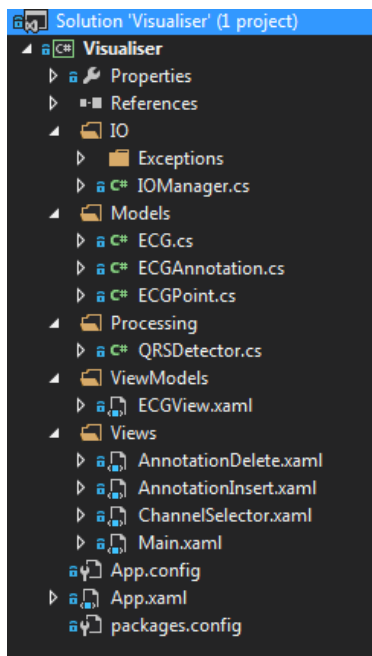 Solution 'Visualiser' (1 project)
C# Visualiser
Properties
References
IO
Exceptions
C# IOManager.cs
Models
C# ECG.cs
C# ECGAnnotation.cs
C# ECGPoint.cs
Processing
C# QRSDetector.cs
ViewModels
ECGView.xaml
Views
AnnotationDelete.xaml
AnnotationInsert.xaml
ChannelSelector.xaml
Main.xaml
App.config
App.xaml
packages.config